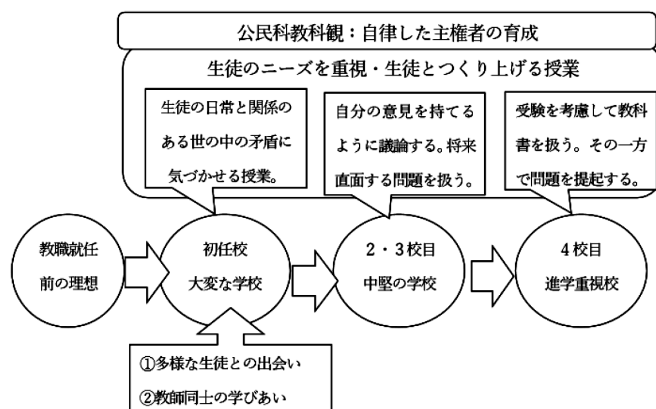 公民科教科観：自律した主権者の育成
生徒のニーズを重視・生徒とつくり上げる授業
生徒の日常と関係の
ある世の中の矛盾に
気づかせる授業。
自分の意見を持てる
ように議論する。将来
直面する問題を扱う。
受験を考慮して教科
書を扱う。その一方
で問題を提起する。
教職就任
前の理想
初任校
大変な学校
２・３校目
中堅の学校
４校目
進学重視校
①多様な生徒との出会い
②教師同士の学びあい